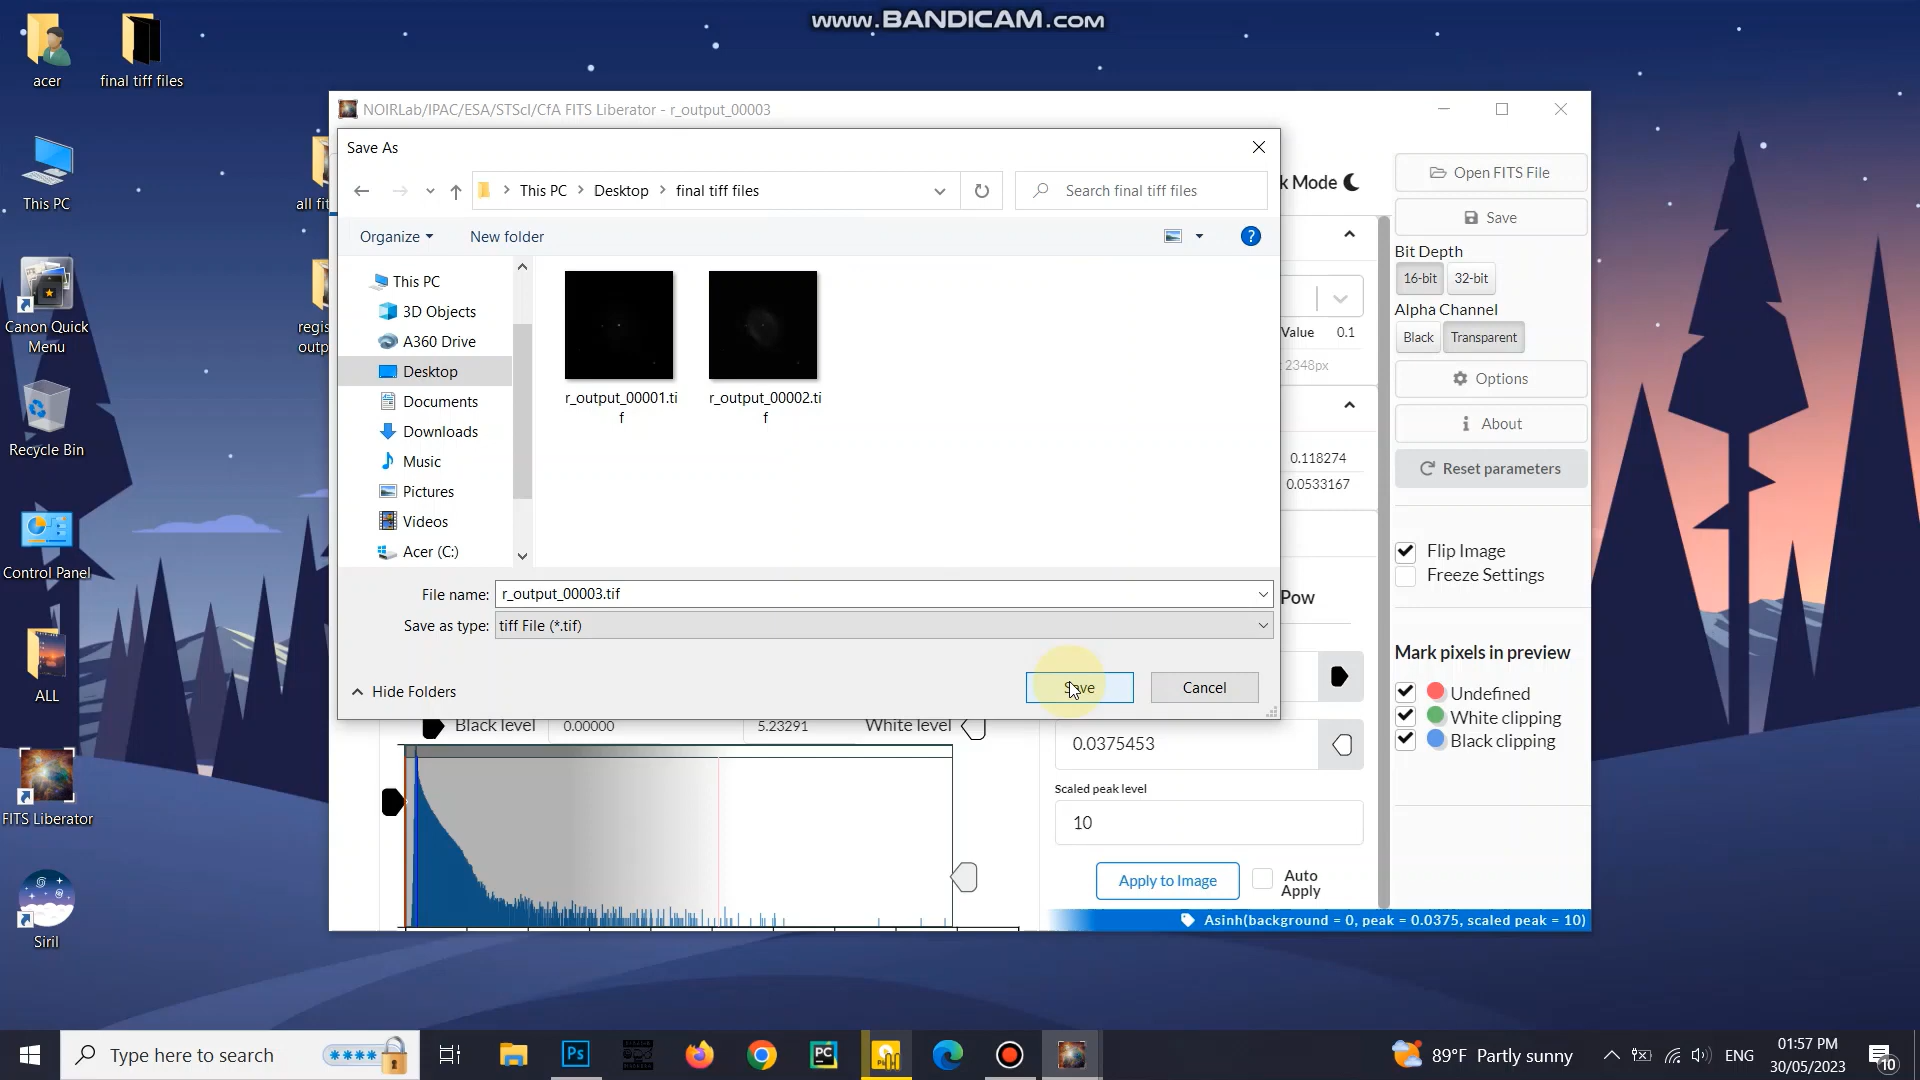 www.BANDICAM.com
acer
final tiff files
This PC
Canon Quick
Menu
Recycle Bin
Control Panel
ALL
FITS Liberator
Siril
all fit
regis
outp
NOIRLab/IPAC/ESA/STScI/CfA FITS Liberator - r_output_00003
Save As
This PC
Desktop
final tiff files
Search final tiff files
Organize
New folder
This PC
3D Objects
A360 Drive
Desktop
Documents
Downloads
Music
Pictures
Videos
Acer (C:)
r_output_00001.ti
f
r_output_00002.ti
f
File name:
r_output_00003.tif
Save as type:
tiff File (*.tif)
Hide Folders
Save
Cancel
k Mode
Value 0.1
: 2348px
0.118274
0.0533167
Pow
Black level
0.00000
5.23291
White level
0.0375453
Scaled peak level
10
Apply to Image
Auto
Apply
Asinh(background = 0, peak = 0.0375, scaled peak = 10)
Open FITS File
Save
Bit Depth
16-bit
32-bit
Alpha Channel
Black
Transparent
Options
About
Reset parameters
Flip Image
Freeze Settings
Mark pixels in preview
Undefined
White clipping
Black clipping
Type here to search
89°F Partly sunny
ENG
01:57 PM
30/05/2023
10